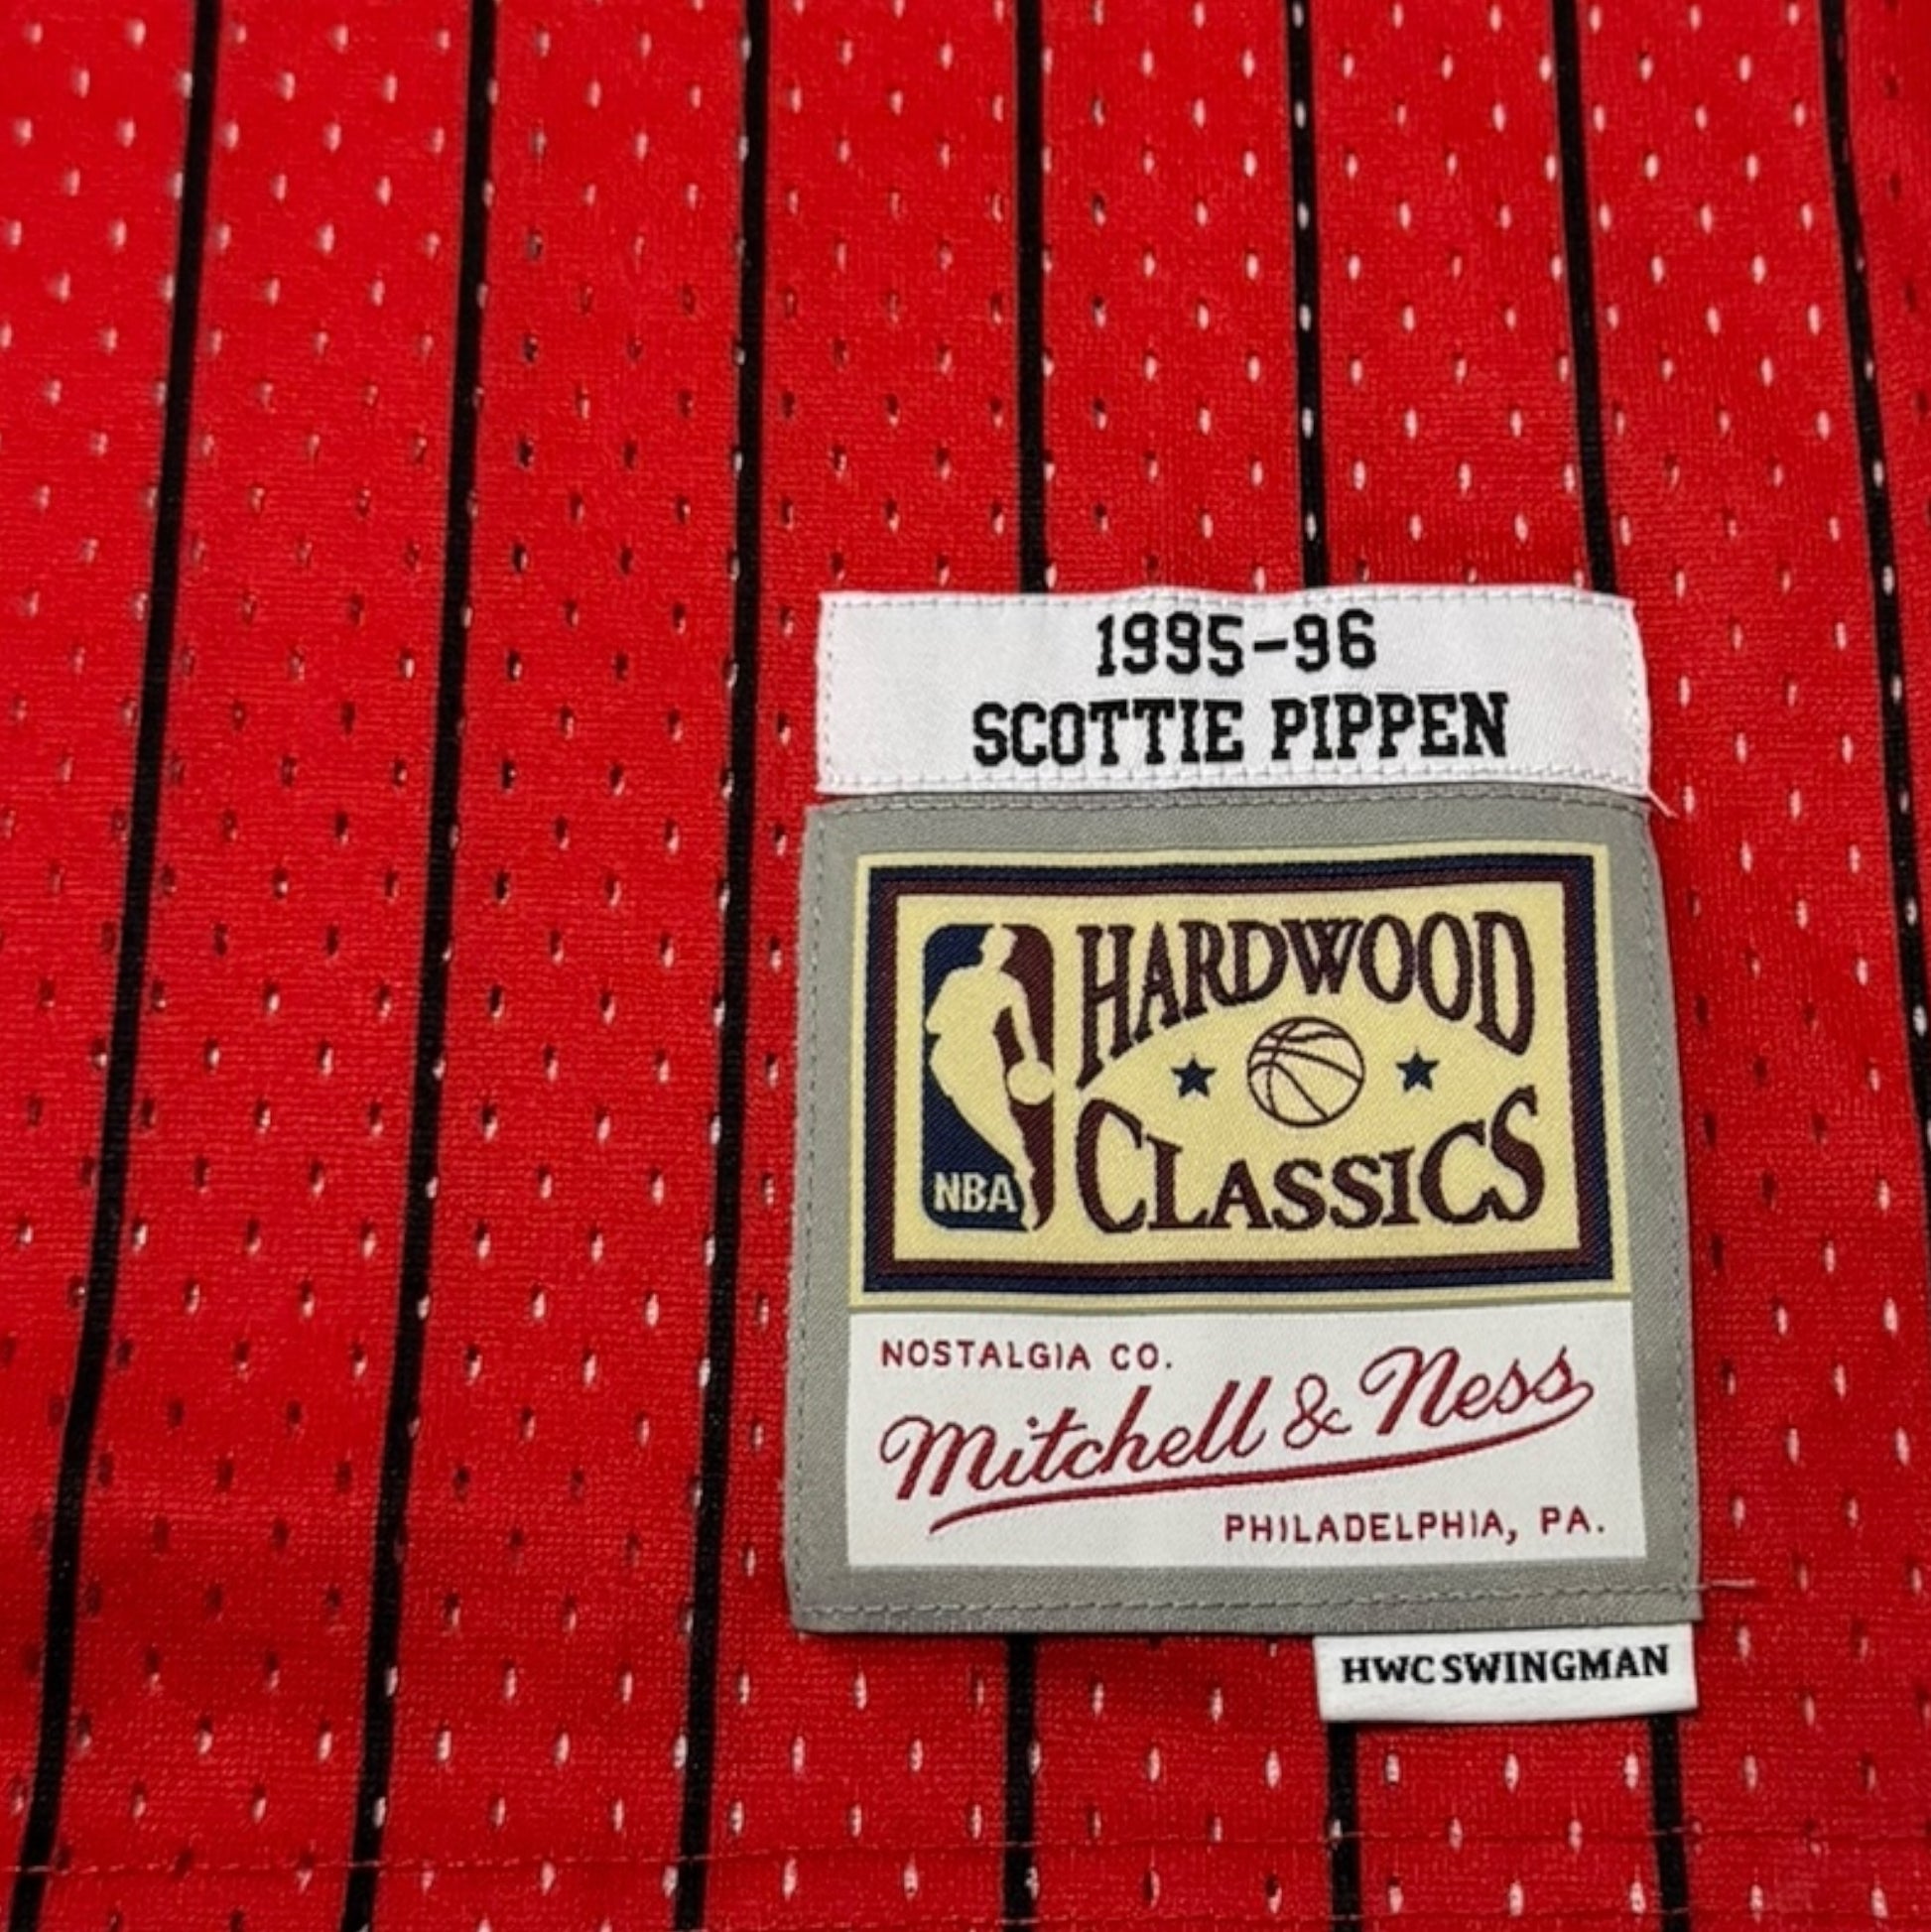 1995-96
SCOTTIE PIPPEN
HARDWOOD
CLASSICS
NBA
NOSTALGIA CO.
Mitchell & Ness
PHILADELPHIA, PA.
HWC SWINGMAN